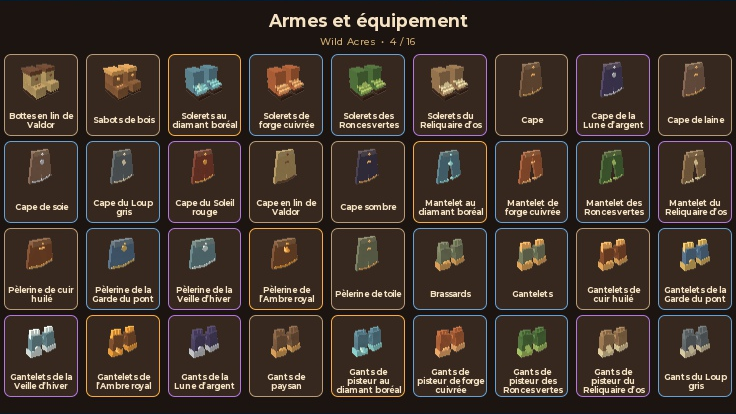 Armes et équipement
Wild Acres • 4 / 16
Bottes en lin de
Valdor
Sabots de bois
Solerets au
diamant boréal
Solerets de
forge cuivrée
Solerets des
Ronces vertes
Solerets du
Reliquaire d'os
Cape
Cape de la
Lune d'argent
Cape de laine
Cape de soie
Cape du Loup
gris
Cape du Soleil
rouge
Cape en lin de
Valdor
Cape sombre
Mantelet au
diamant boréal
Mantelet de
forge cuivrée
Mantelet des
Ronces vertes
Mantelet du
Reliquaire d'os
Pèlerine de cuir
huilé
Pèlerine de la
Garde du pont
Pèlerine de la
Veille d'hiver
Pèlerine de
l'Ambre royal
Pèlerine de toile
Brassards
Gantelets
Gantelets de
cuir huilé
Gantelets de la
Garde du pont
Gantelets de la
Veille d'hiver
Gantelets de
l'Ambre royal
Gants de la
Lune d'argent
Gants de
paysan
Gants de
pisteur au
diamant boréal
Gants de
pisteur de forge
cuivrée
Gants de
pisteur des
Ronces vertes
Gants de
pisteur du
Reliquaire d'os
Gants du Loup
gris